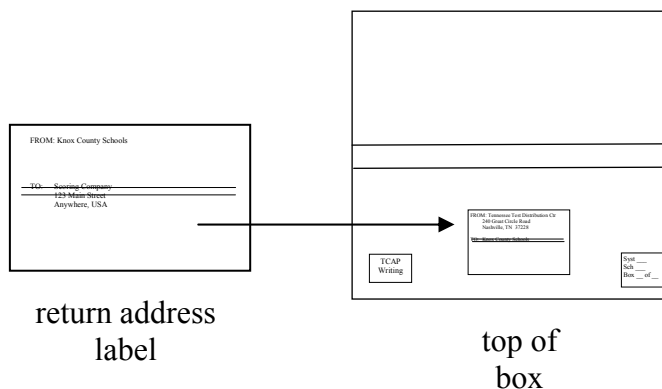 FROM: Knox County Schools
TO: Scoring Company
123 Main Street
Anywhere, USA
return address
label
FROM: Tennessee Test Distribution Ctr
240 Great Circle Road
Nashville, TN 37228
TO: Knox County Schools
TCAP
Writing
Syst ___
Sch ___
Box __ of __
top of
box